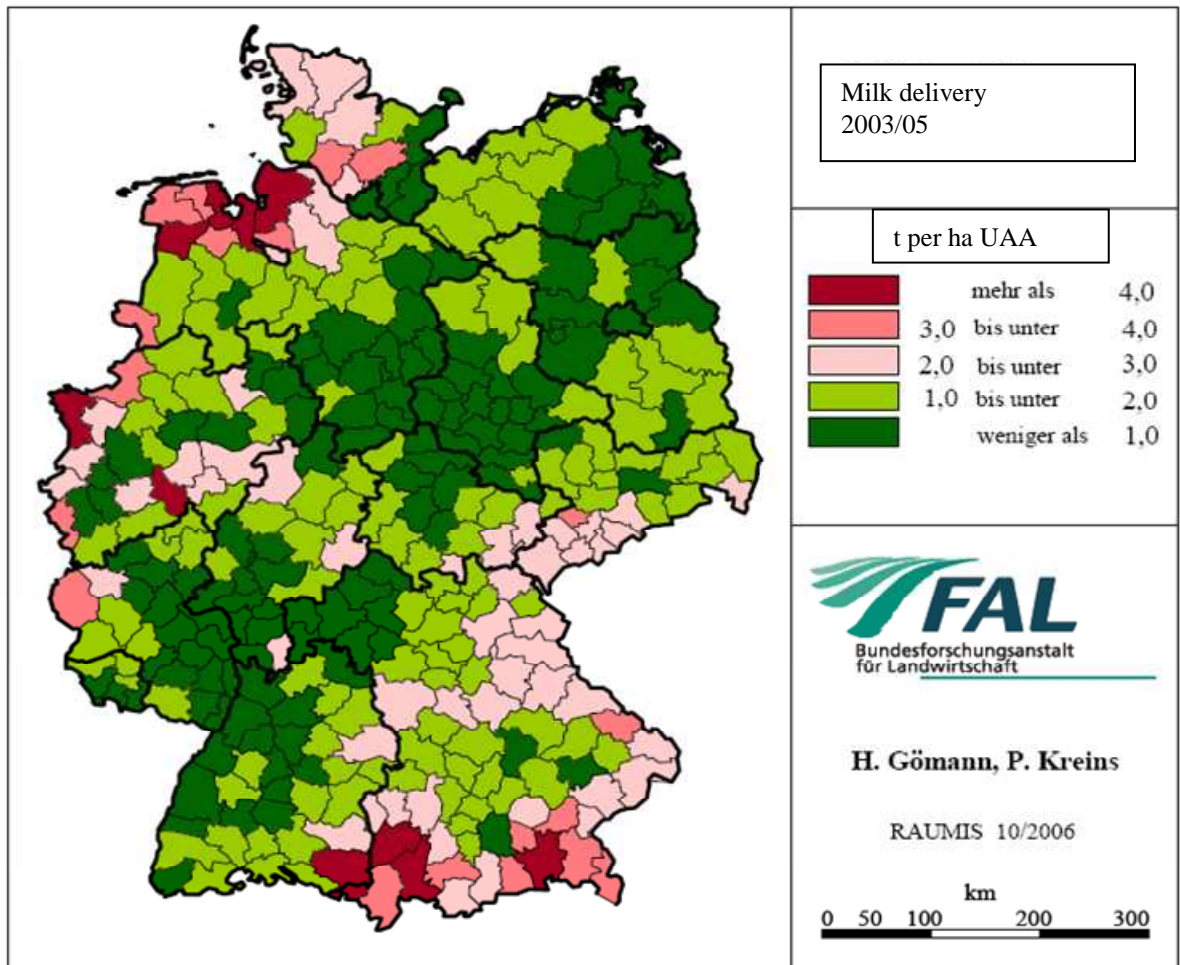 Milk delivery
2003/05
t per ha UAA
mehr als 4,0
3,0 bis unter 4,0
2,0 bis unter 3,0
1,0 bis unter 2,0
weniger als 1,0
FAL
Bundesforschungsanstalt
für Landwirtschaft
H. Gömann, P. Kreins
RAUMIS 10/2006
km
0 50 100 200 300